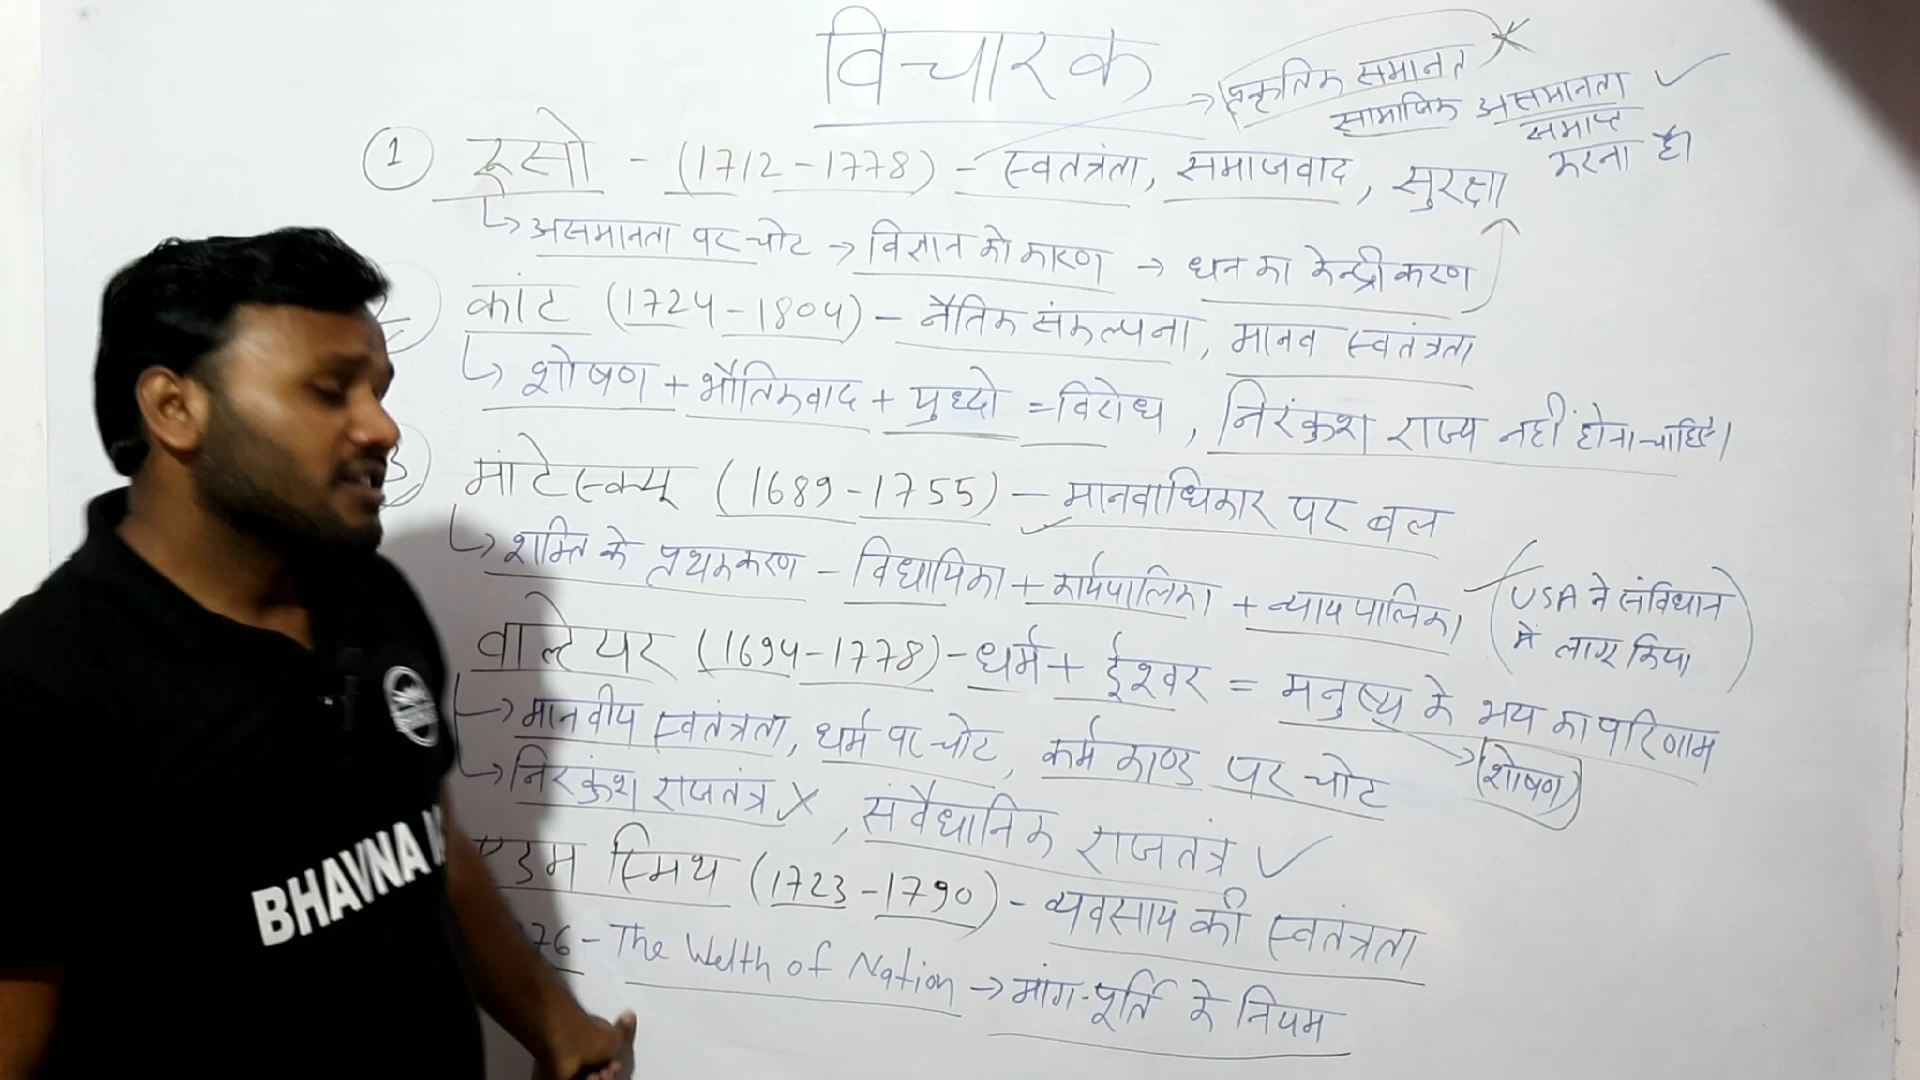 विचारक
→ प्राकृतिक समानता ✗
सामाजिक असमानता ✓
समाप्त
करना है।
① रूसो - (1712-1778) - स्वतंत्रता, समाजवाद, सुरक्षा
↳ असमानता पर चोट → विज्ञान को कारण → धन का केन्द्रीकरण
2 कांट (1724-1804) - नैतिक संकल्पना, मानव स्वतंत्रता
↳ शोषण + भौतिकवाद + युध्दो = विरोध, निरंकुश राज्य नहीं होना चाहिए।
3 मांटेस्क्यू (1689-1755) - मानवाधिकार पर बल
↳ शक्ति के पृथककरण - विधायिका + कार्यपालिका + न्यायपालिका
(USA ने संविधान
में लागू किया)
वाल्टेयर (1694-1778) - धर्म + ईश्वर = मनुष्य के भय का परिणाम
→ (शोषण)
↳ मानवीय स्वतंत्रता, धर्म पर चोट, कर्म काण्ड पर चोट
↳ निरकुंश राजतंत्र ✗, संवैधानिक राजतंत्र ✓
एडम स्मिथ (1723-1790) - व्यवसाय की स्वतंत्रता
76 - The Welth of Nation → मांग-पूर्ति के नियम
BHAVNA